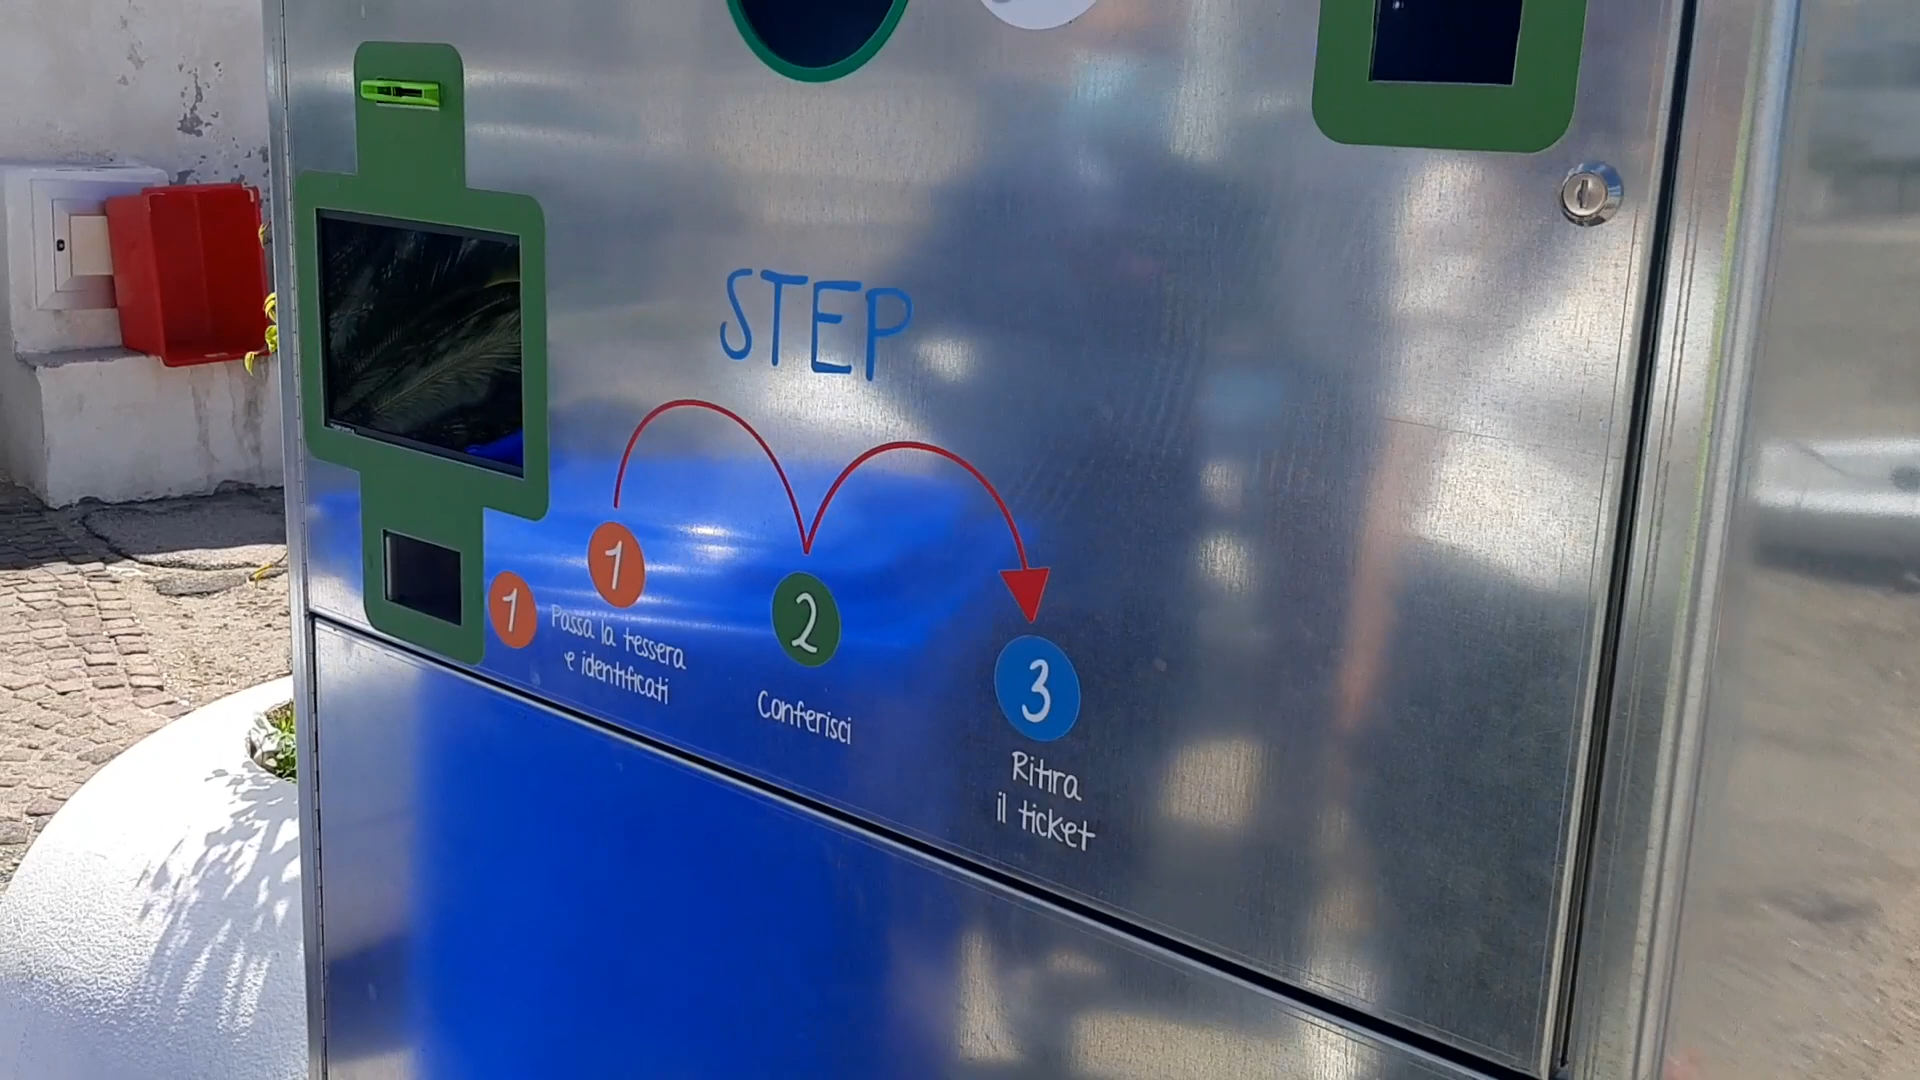 STEP
1
1
Passa la tessera
e identificati
2
Conferisci
3
Ritira
il ticket